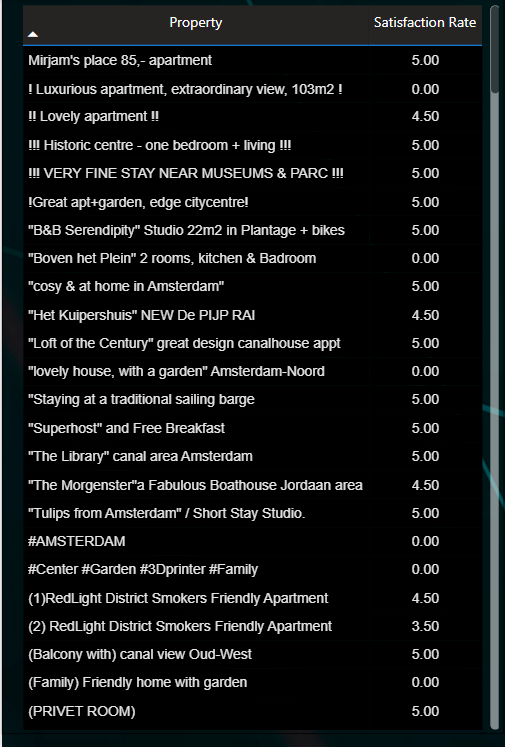 Property Satisfaction Rate
Mirjam's place 85,- apartment 5.00
! Luxurious apartment, extraordinary view, 103m2 ! 0.00
!! Lovely apartment !! 4.50
!!! Historic centre - one bedroom + living !!! 5.00
!!! VERY FINE STAY NEAR MUSEUMS & PARC !!! 5.00
!Great apt+garden, edge citycentre! 5.00
"B&B Serendipity" Studio 22m2 in Plantage + bikes 5.00
"Boven het Plein" 2 rooms, kitchen & Badroom 0.00
"cosy & at home in Amsterdam" 5.00
"Het Kuipershuis" NEW De PIJP RAI 4.50
"Loft of the Century" great design canalhouse appt 5.00
"lovely house, with a garden" Amsterdam-Noord 0.00
"Staying at a traditional sailing barge 5.00
"Superhost" and Free Breakfast 5.00
"The Library" canal area Amsterdam 5.00
"The Morgenster"a Fabulous Boathouse Jordaan area 4.50
"Tulips from Amsterdam" / Short Stay Studio. 5.00
#AMSTERDAM 0.00
#Center #Garden #3Dprinter #Family 0.00
(1)RedLight District Smokers Friendly Apartment 4.50
(2) RedLight District Smokers Friendly Apartment 3.50
(Balcony with) canal view Oud-West 5.00
(Family) Friendly home with garden 0.00
(PRIVET ROOM) 5.00